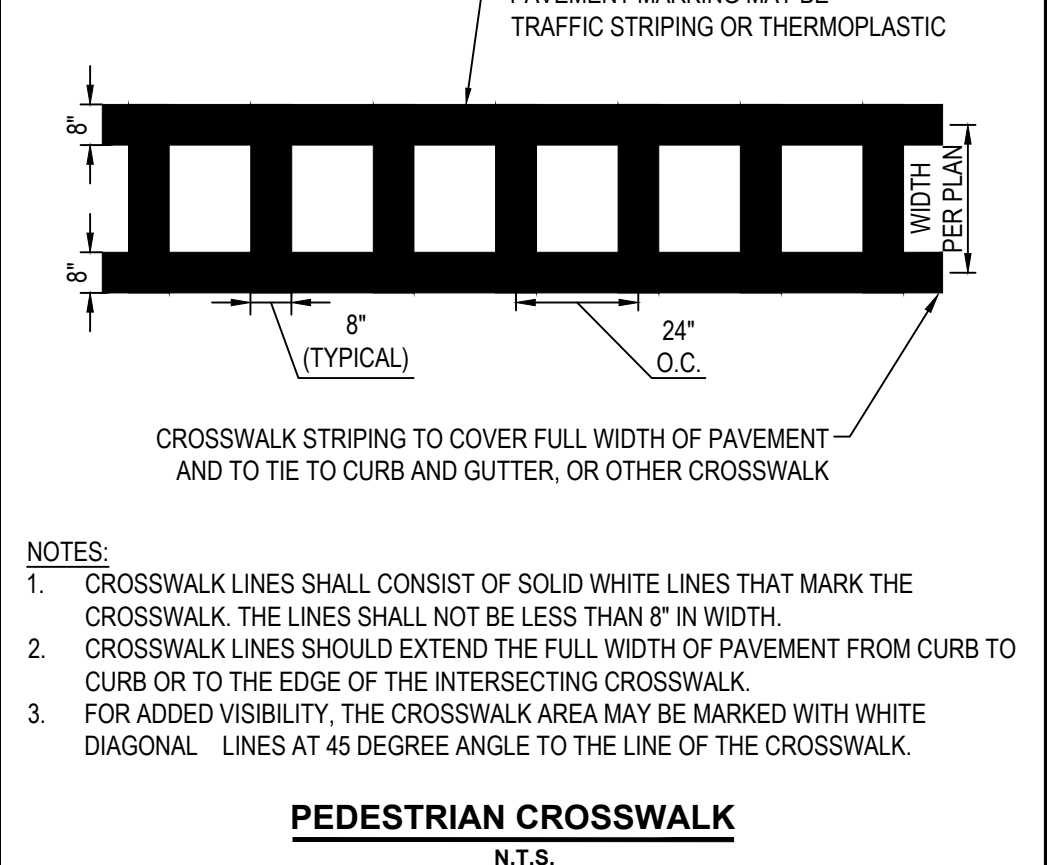 PAVEMENT MARKING MAY BE
TRAFFIC STRIPING OR THERMOPLASTIC
8"
8"
WIDTH
PER PLAN
8"
(TYPICAL)
24"
O.C.
CROSSWALK STRIPING TO COVER FULL WIDTH OF PAVEMENT
AND TO TIE TO CURB AND GUTTER, OR OTHER CROSSWALK
NOTES:
1. CROSSWALK LINES SHALL CONSIST OF SOLID WHITE LINES THAT MARK THE
CROSSWALK. THE LINES SHALL NOT BE LESS THAN 8" IN WIDTH.
2. CROSSWALK LINES SHOULD EXTEND THE FULL WIDTH OF PAVEMENT FROM CURB TO
CURB OR TO THE EDGE OF THE INTERSECTING CROSSWALK.
3. FOR ADDED VISIBILITY, THE CROSSWALK AREA MAY BE MARKED WITH WHITE
DIAGONAL LINES AT 45 DEGREE ANGLE TO THE LINE OF THE CROSSWALK.
PEDESTRIAN CROSSWALK
N.T.S.